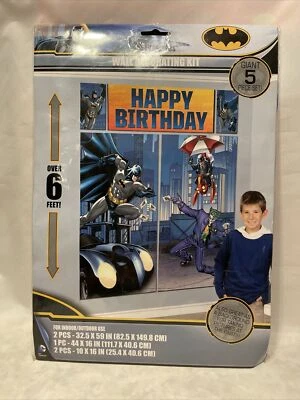 WALL DECORATING KIT
GIANT
5
PIECE SET!
HAPPY
BIRTHDAY
OVER
6
FEET!
FOR INDOOR/OUTDOOR USE
2 PCS - 32.5 X 59 IN (82.5 X 149.8 CM)
1 PC - 44 X 16 IN (111.7 X 40.6 CM)
2 PCS - 10 X 16 IN (25.4 X 40.6 CM)